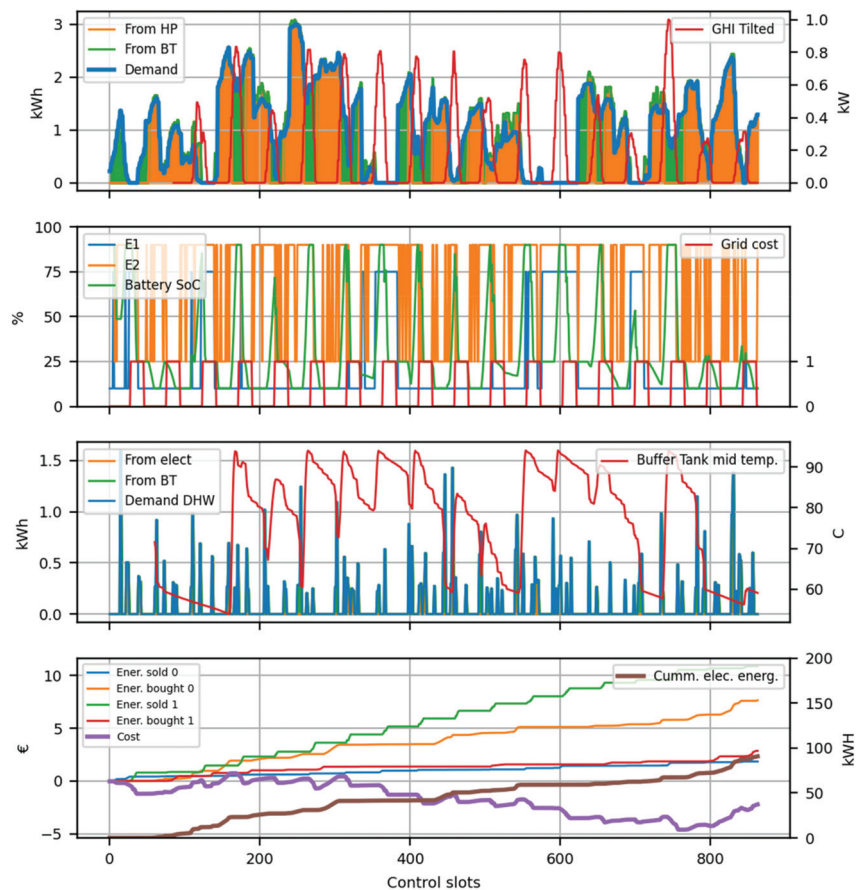 From HP
From BT
Demand
GHI Tilted
3
2
1
0
kWh
1.0
0.8
0.6
0.4
0.2
0.0
kW
E1
E2
Battery SoC
Grid cost
100
75
50
25
0
%
1
0
From elect
From BT
Demand DHW
Buffer Tank mid temp.
1.5
1.0
0.5
0.0
kWh
90
80
70
60
C
Ener. sold 0
Ener. bought 0
Ener. sold 1
Ener. bought 1
Cost
Cumm. elec. energ.
10
5
0
−5
€
200
150
100
50
0
kWH
0 200 400 600 800
Control slots